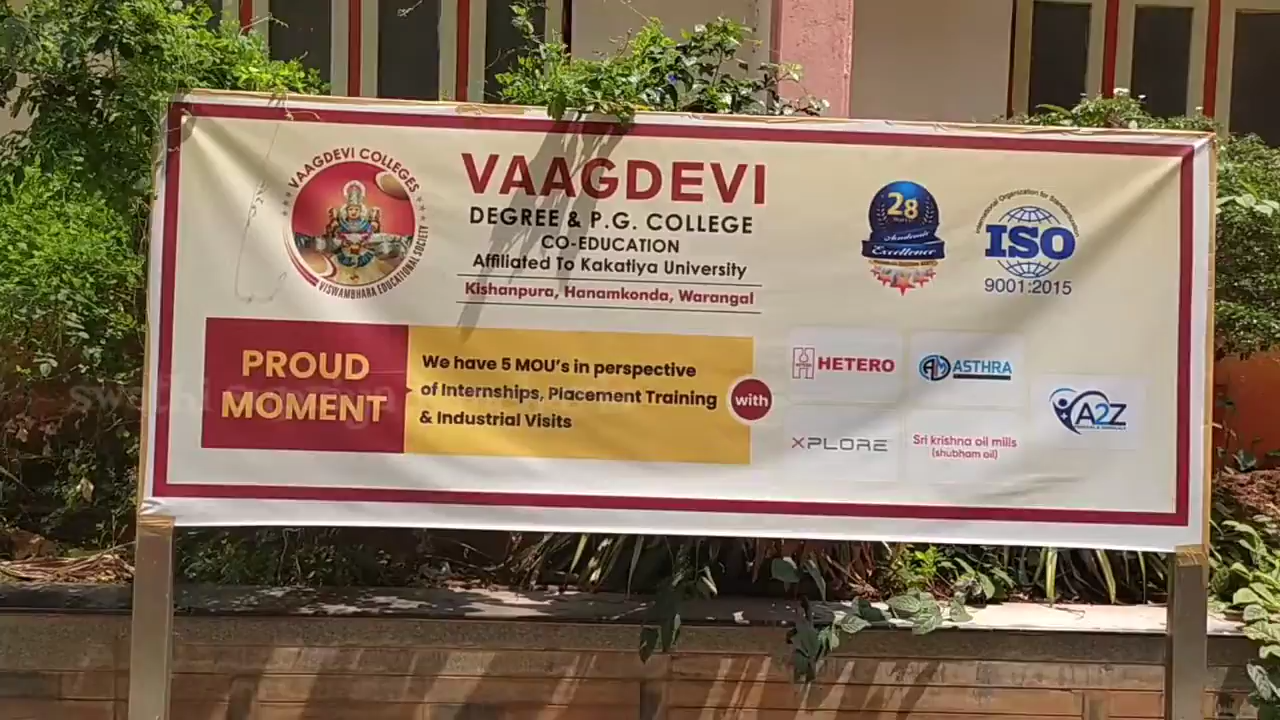 VAAGDEVI COLLEGES
VISWAMBHARA EDUCATIONAL SOCIETY
VAAGDEVI
DEGREE & P.G. COLLEGE
CO-EDUCATION
Affiliated To Kakatiya University
Kishanpura, Hanamkonda, Warangal
28
Academic
Excellence
International Organization for Standardization
ISO
9001:2015
PROUD
MOMENT
We have 5 MOU's in perspective
of Internships, Placement Training
& Industrial Visits
with
HETERO
ASTHRA
XPLORE
Sri krishna oil mills
(shubham oil)
A2Z
swathi